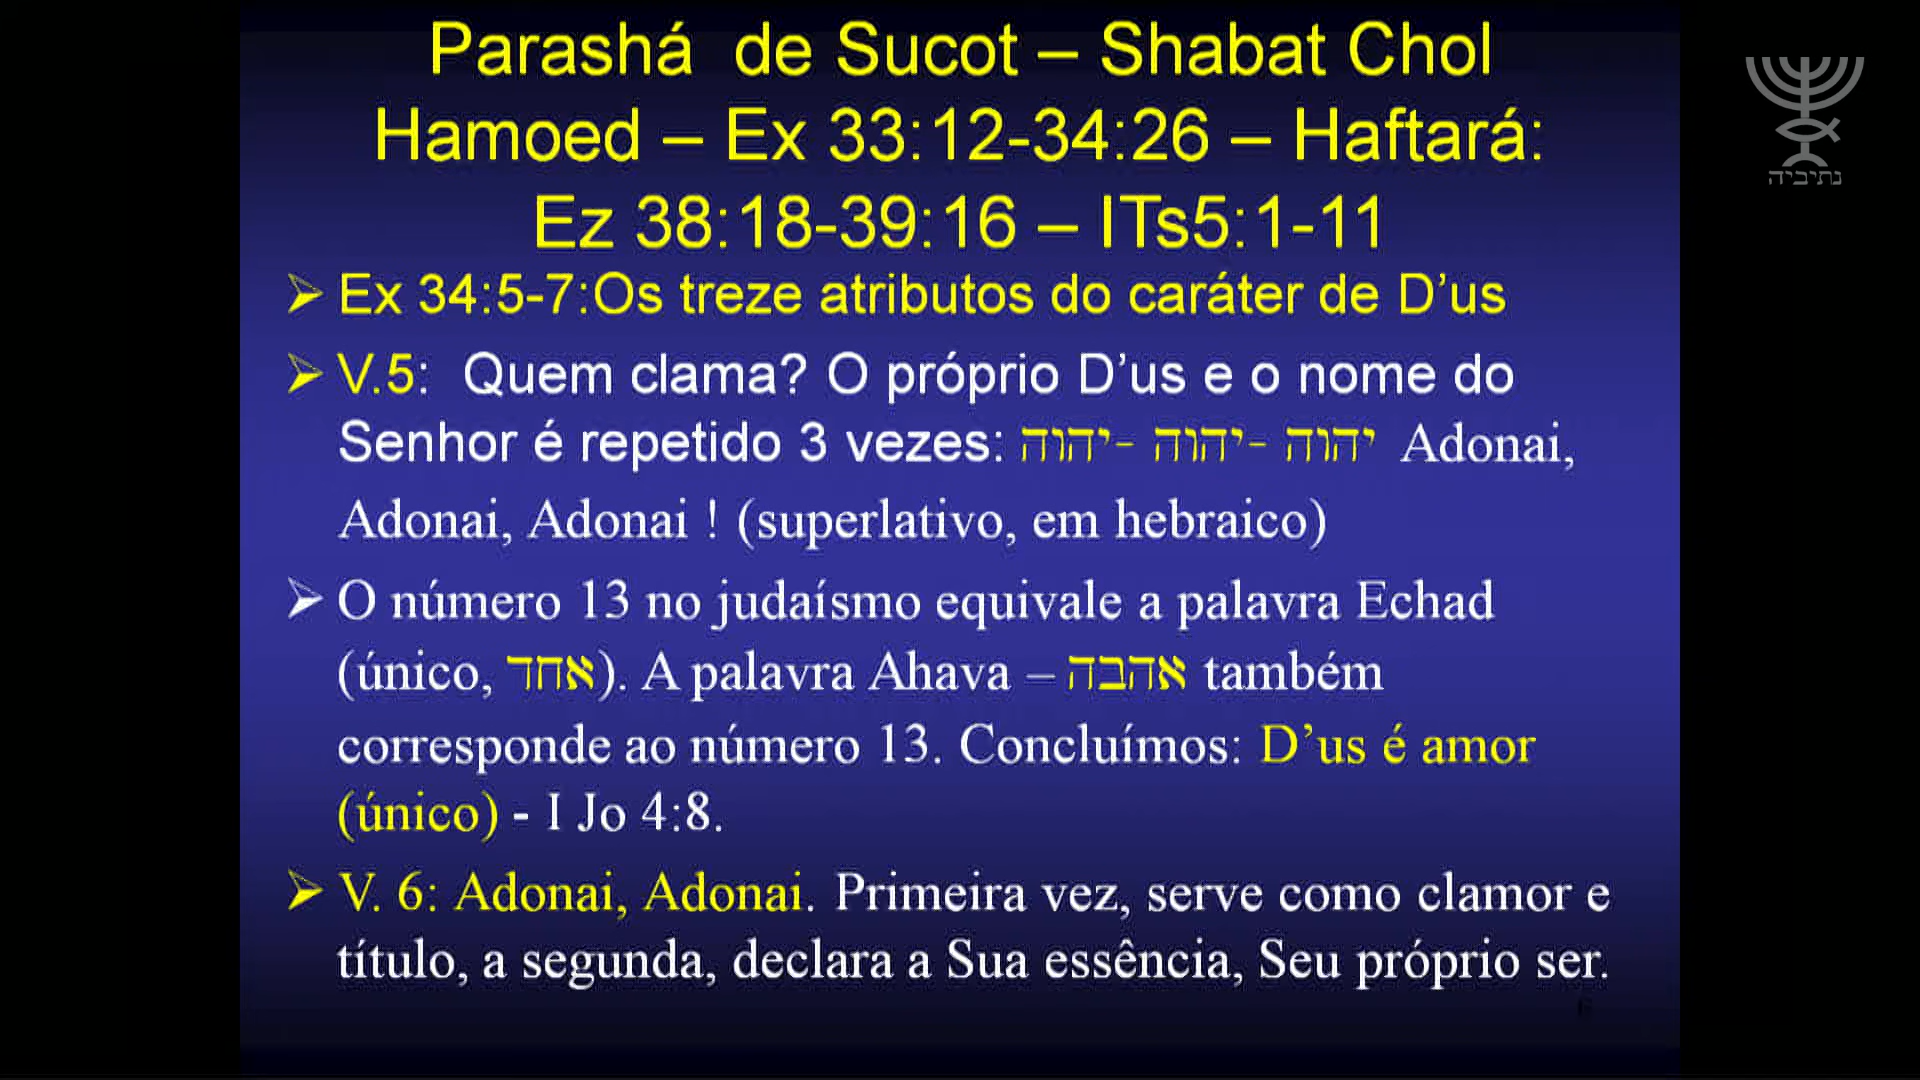 Parashá de Sucot – Shabat Chol
Hamoed – Ex 33:12-34:26 – Haftará:
Ez 38:18-39:16 – ITs5:1-11
נתיביה
➢ Ex 34:5-7:Os treze atributos do caráter de D’us
➢ V.5: Quem clama? O próprio D’us e o nome do
Senhor é repetido 3 vezes: יהוה -יהוה -יהוה Adonai,
Adonai, Adonai ! (superlativo, em hebraico)
➢ O número 13 no judaísmo equivale a palavra Echad
(único, אחד). A palavra Ahava – אהבה também
corresponde ao número 13. Concluímos: D’us é amor
(único) - I Jo 4:8.
➢ V. 6: Adonai, Adonai. Primeira vez, serve como clamor e
título, a segunda, declara a Sua essência, Seu próprio ser.